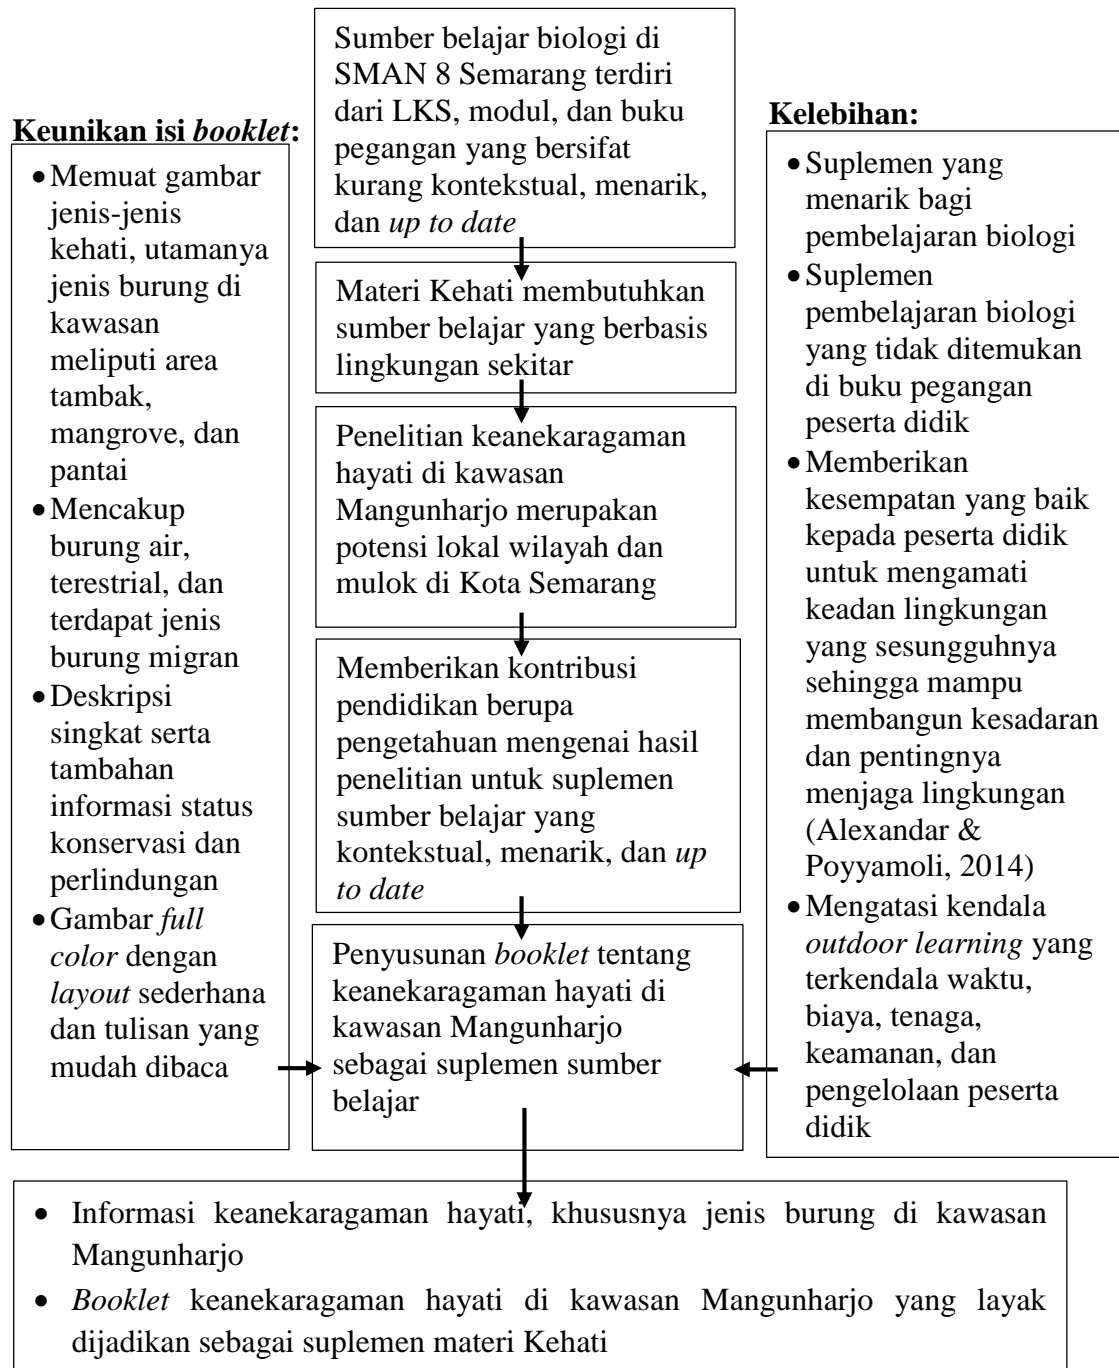 Sumber belajar biologi di
SMAN 8 Semarang terdiri
dari LKS, modul, dan buku
pegangan yang bersifat
kurang kontekstual, menarik,
dan up to date
Keunikan isi booklet:
• Memuat gambar
jenis-jenis
kehati, utamanya
jenis burung di
kawasan
meliputi area
tambak,
mangrove, dan
pantai
• Mencakup
burung air,
terestrial, dan
terdapat jenis
burung migran
• Deskripsi
singkat serta
tambahan
informasi status
konservasi dan
perlindungan
• Gambar full
color dengan
layout sederhana
dan tulisan yang
mudah dibaca
Materi Kehati membutuhkan
sumber belajar yang berbasis
lingkungan sekitar
Penelitian keanekaragaman
hayati di kawasan
Mangunharjo merupakan
potensi lokal wilayah dan
mulok di Kota Semarang
Memberikan kontribusi
pendidikan berupa
pengetahuan mengenai hasil
penelitian untuk suplemen
sumber belajar yang
kontekstual, menarik, dan up
to date
Penyusunan booklet tentang
keanekaragaman hayati di
kawasan Mangunharjo
sebagai suplemen sumber
belajar
Kelebihan:
• Suplemen yang
menarik bagi
pembelajaran biologi
• Suplemen
pembelajaran biologi
yang tidak ditemukan
di buku pegangan
peserta didik
• Memberikan
kesempatan yang baik
kepada peserta didik
untuk mengamati
keadan lingkungan
yang sesungguhnya
sehingga mampu
membangun kesadaran
dan pentingnya
menjaga lingkungan
(Alexandar &
Poyyamoli, 2014)
• Mengatasi kendala
outdoor learning yang
terkendala waktu,
biaya, tenaga,
keamanan, dan
pengelolaan peserta
didik
• Informasi keanekaragaman hayati, khususnya jenis burung di kawasan
Mangunharjo
• Booklet keanekaragaman hayati di kawasan Mangunharjo yang layak
dijadikan sebagai suplemen materi Kehati